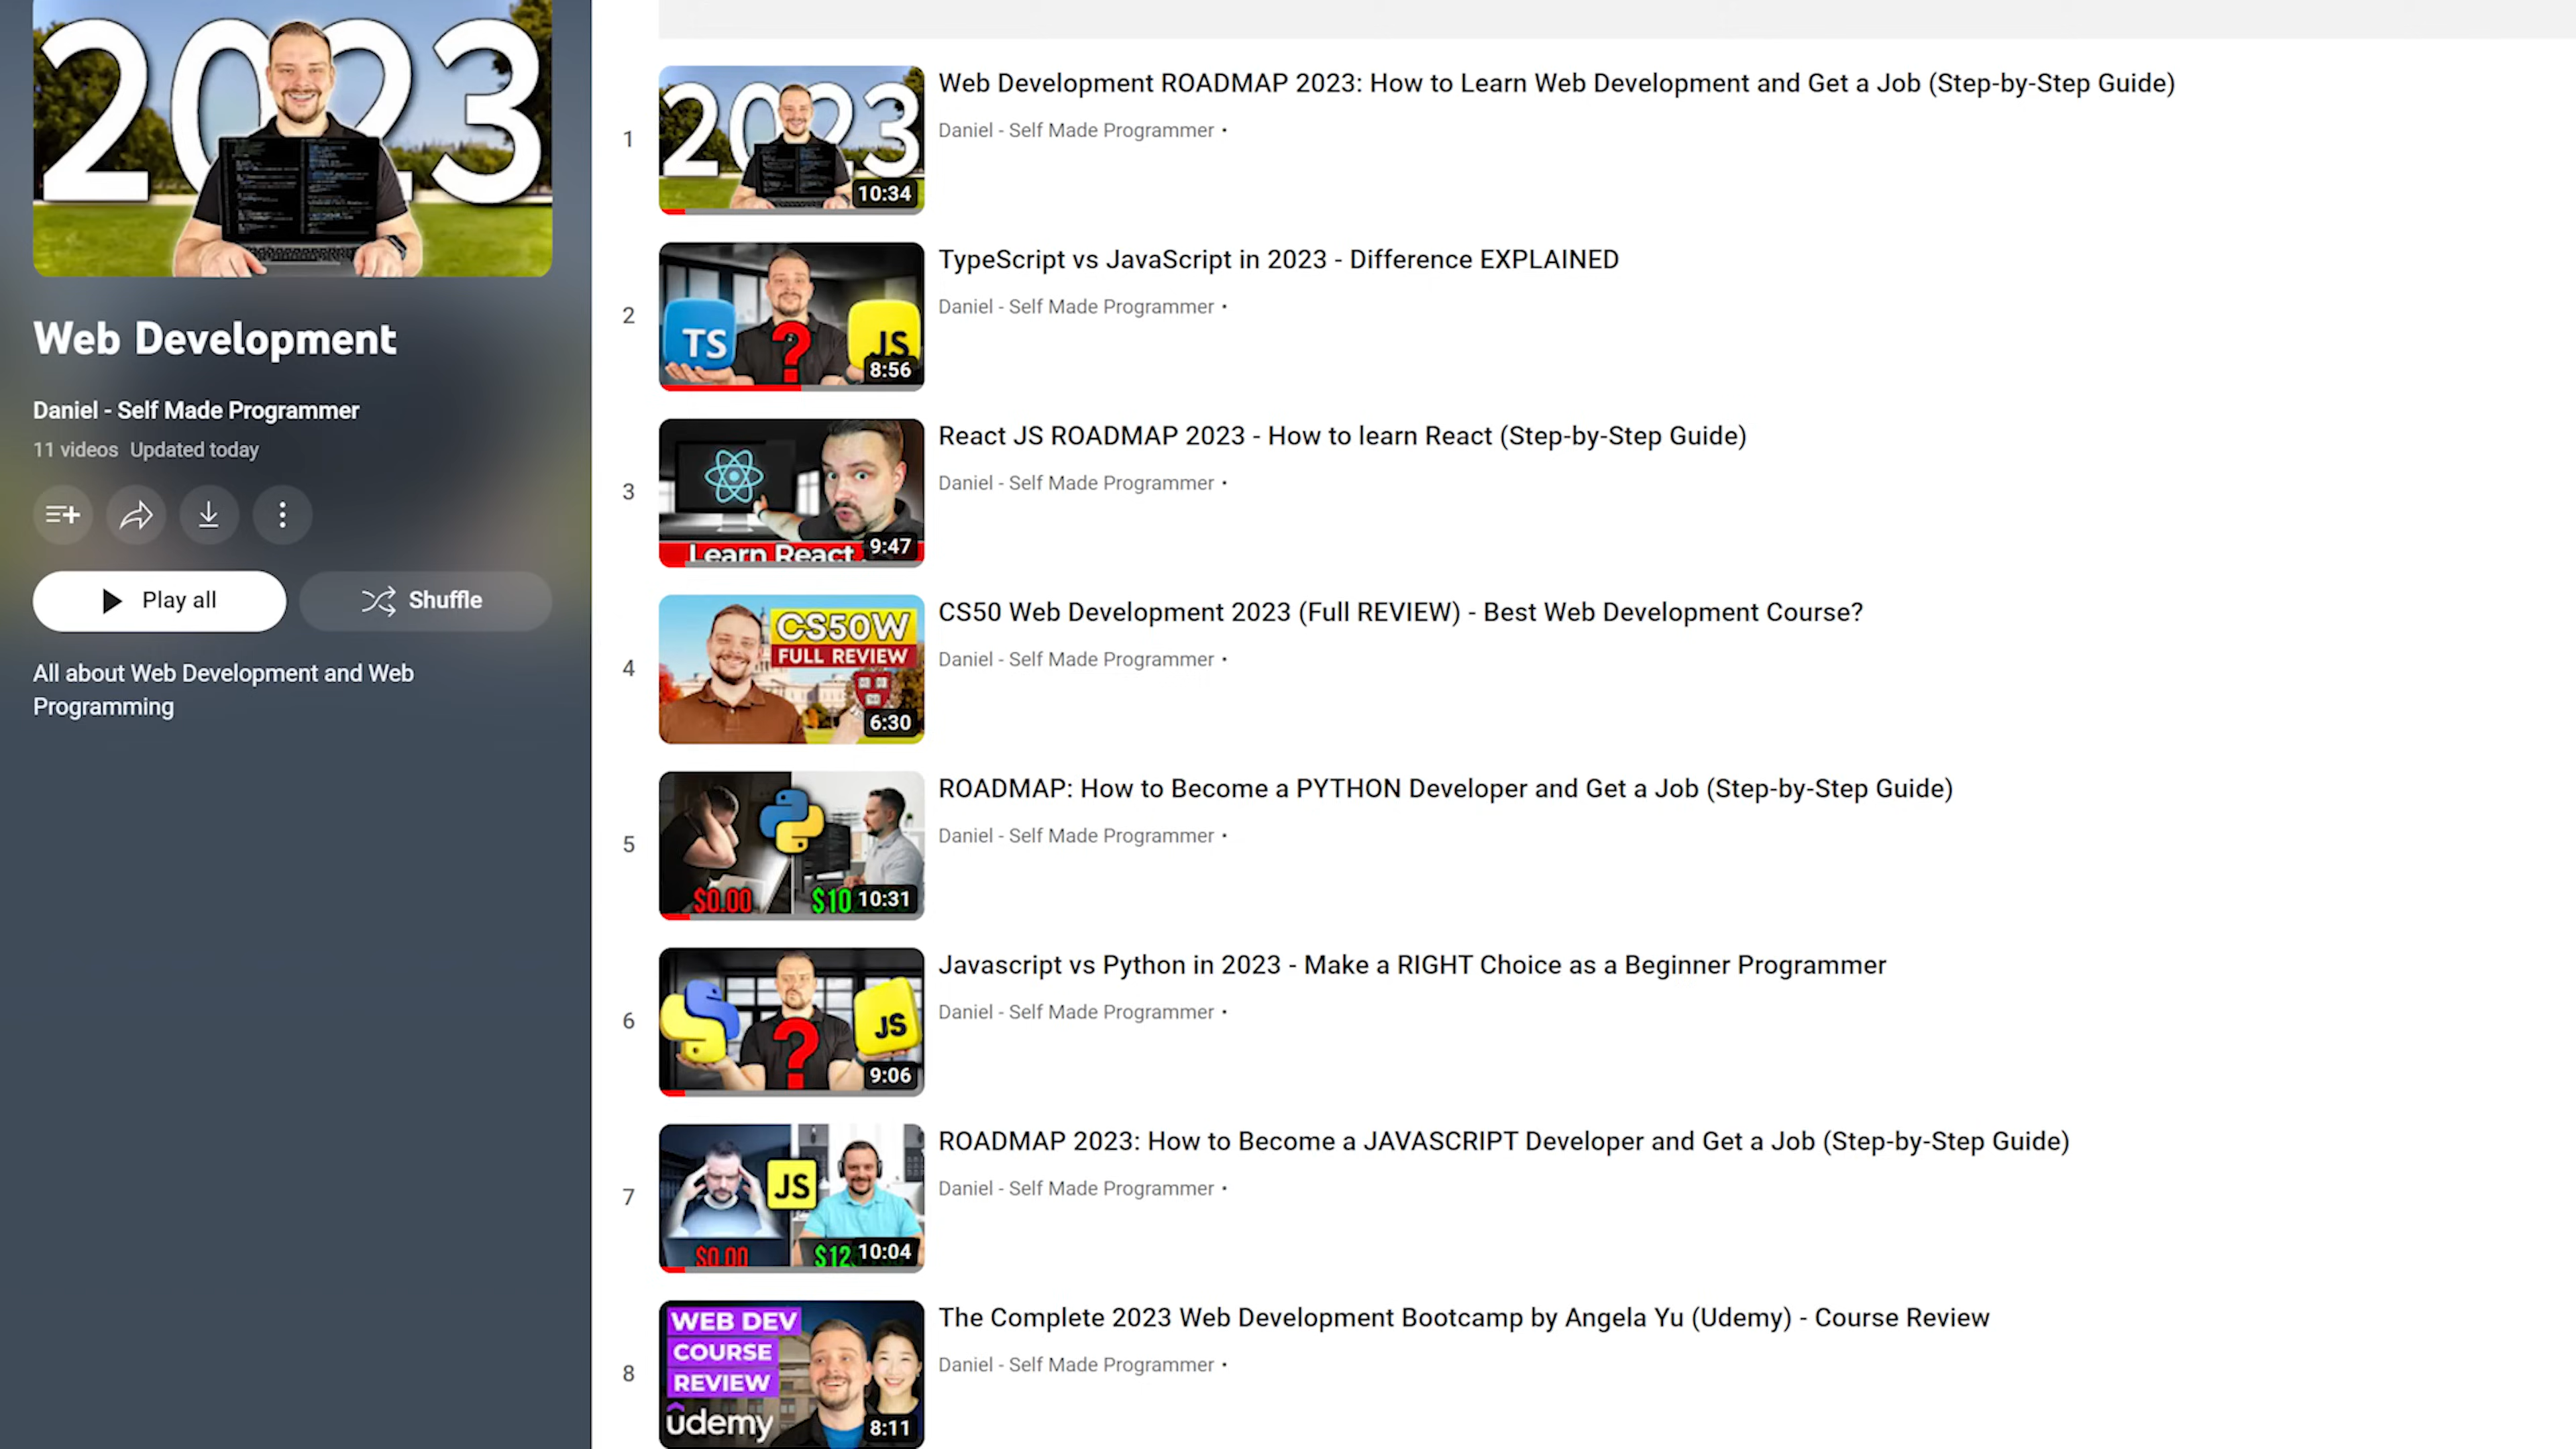 2023
Web Development
Daniel - Self Made Programmer
11 videos Updated today
Play all
Shuffle
All about Web Development and Web
Programming
1
2023
10:34
Web Development ROADMAP 2023: How to Learn Web Development and Get a Job (Step-by-Step Guide)
Daniel - Self Made Programmer •
2
TS
?
JS
8:56
TypeScript vs JavaScript in 2023 - Difference EXPLAINED
Daniel - Self Made Programmer •
3
Learn React
9:47
React JS ROADMAP 2023 - How to learn React (Step-by-Step Guide)
Daniel - Self Made Programmer •
4
CS50W
FULL REVIEW
6:30
CS50 Web Development 2023 (Full REVIEW) - Best Web Development Course?
Daniel - Self Made Programmer •
5
$0.00
$10
10:31
ROADMAP: How to Become a PYTHON Developer and Get a Job (Step-by-Step Guide)
Daniel - Self Made Programmer •
6
?
JS
9:06
Javascript vs Python in 2023 - Make a RIGHT Choice as a Beginner Programmer
Daniel - Self Made Programmer •
7
JS
$0.00
$12
10:04
ROADMAP 2023: How to Become a JAVASCRIPT Developer and Get a Job (Step-by-Step Guide)
Daniel - Self Made Programmer •
8
WEB DEV
COURSE
REVIEW
udemy
8:11
The Complete 2023 Web Development Bootcamp by Angela Yu (Udemy) - Course Review
Daniel - Self Made Programmer •